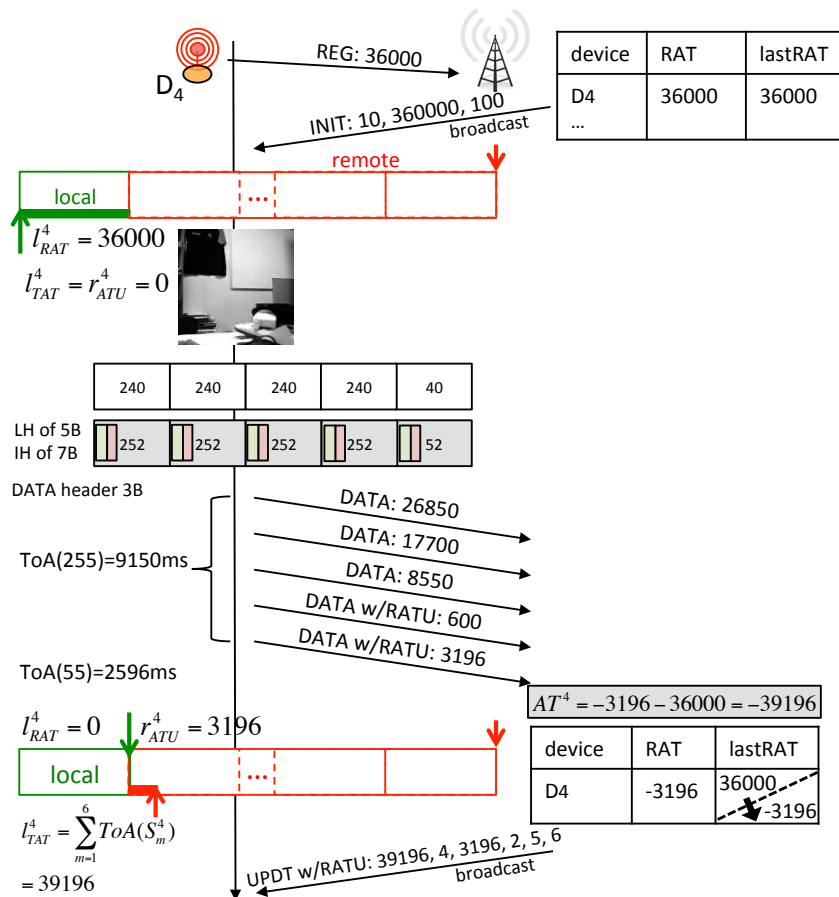 REG: 36000
D4
device RAT lastRAT
D4 36000 36000
...
INIT: 10, 360000, 100
broadcast
remote
local ...
l^4_RAT = 36000
l^4_TAT = r^4_ATU = 0
240 240 240 240 40
LH of 5B
IH of 7B
252 252 252 252 52
DATA header 3B
DATA: 26850
DATA: 17700
ToA(255)=9150ms
DATA: 8550
DATA w/RATU: 600
DATA w/RATU: 3196
ToA(55)=2596ms
AT^4 = −3196 − 36000 = −39196
l^4_RAT = 0 r^4_ATU = 3196
device RAT lastRAT
D4 -3196 36000 -3196
local ...
l^4_TAT = ∑_{m=1}^{6} ToA(S^4_m)
= 39196
UPDT w/RATU: 39196, 4, 3196, 2, 5, 6
broadcast